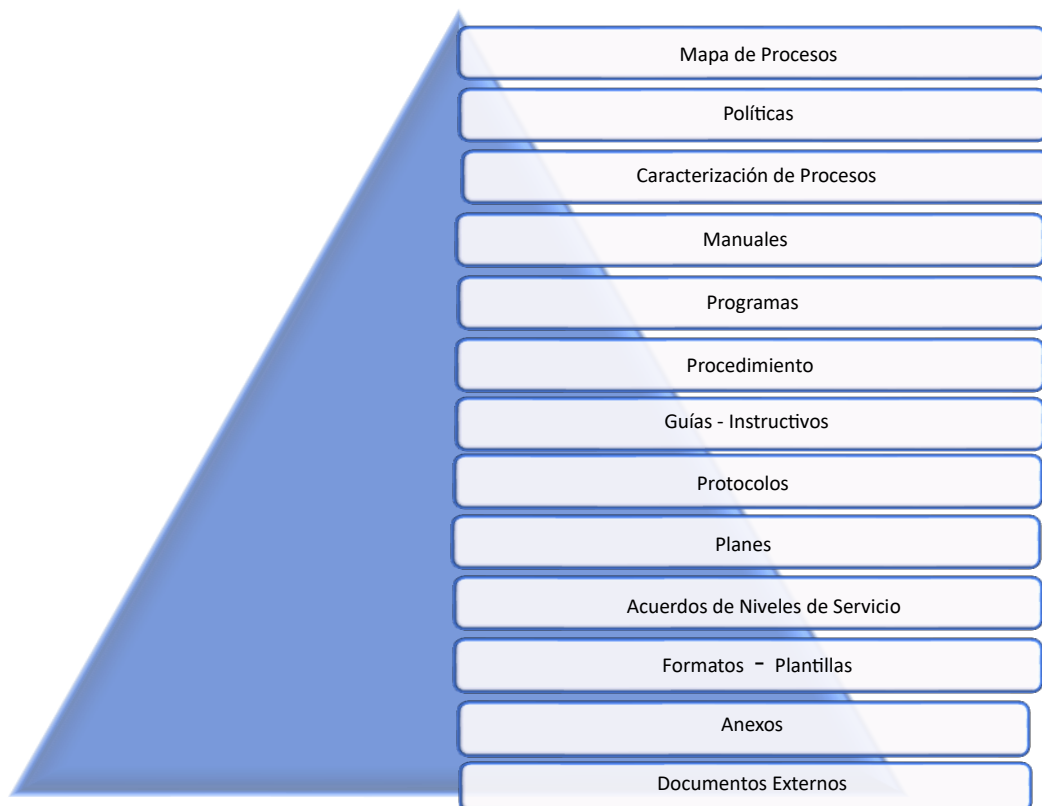 Mapa de Procesos
Políticas
Caracterización de Procesos
Manuales
Programas
Procedimiento
Guías - Instructivos
Protocolos
Planes
Acuerdos de Niveles de Servicio
Formatos - Plantillas
Anexos
Documentos Externos